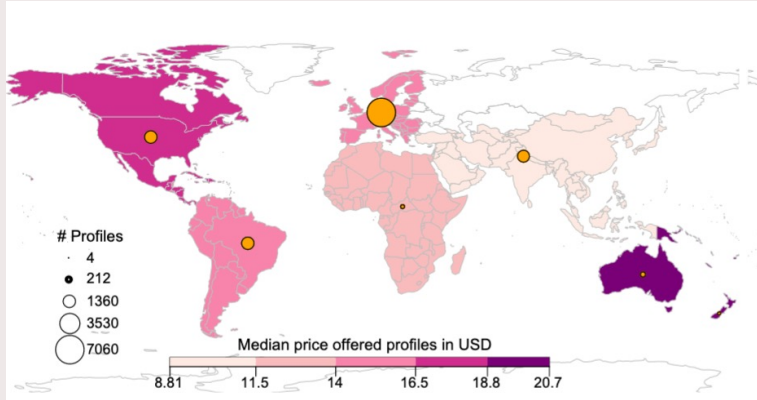 # Profiles
4
212
1360
3530
7060
Median price offered profiles in USD
8.81 11.5 14 16.5 18.8 20.7